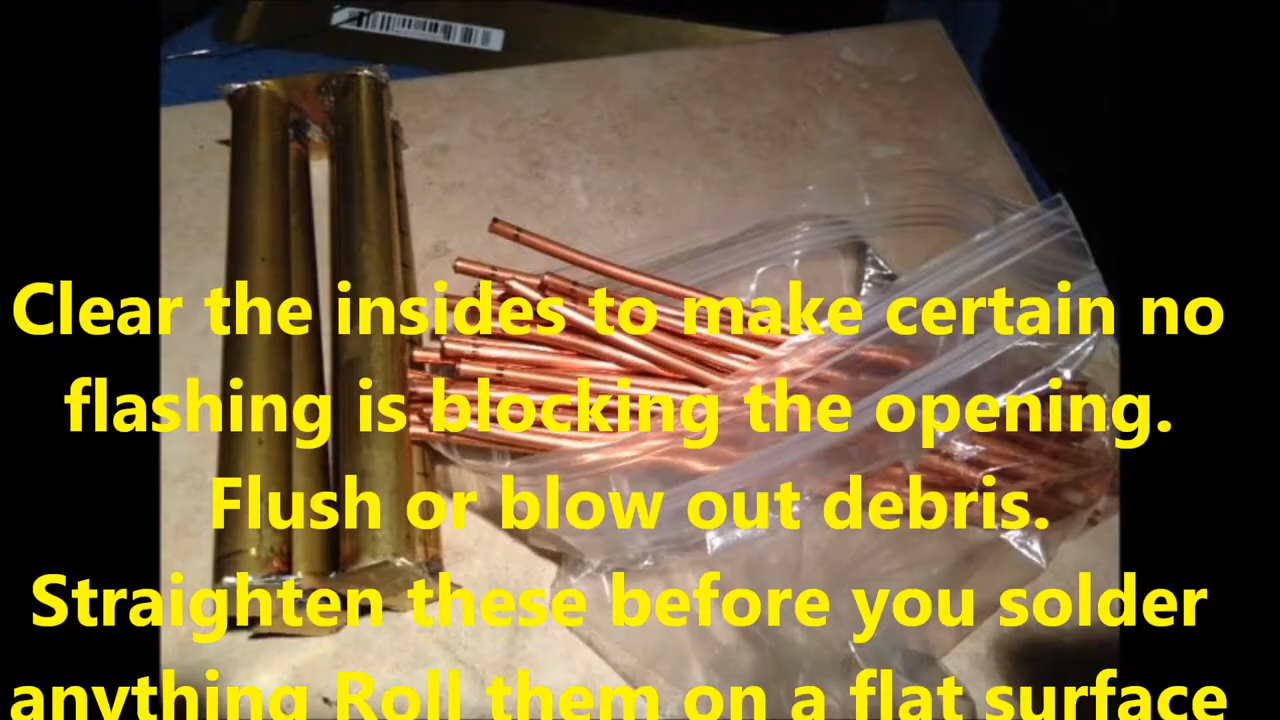 Clear the insides to make certain no
flashing is blocking the opening.
Flush or blow out debris.
Straighten these before you solder
anything Roll them on a flat surface